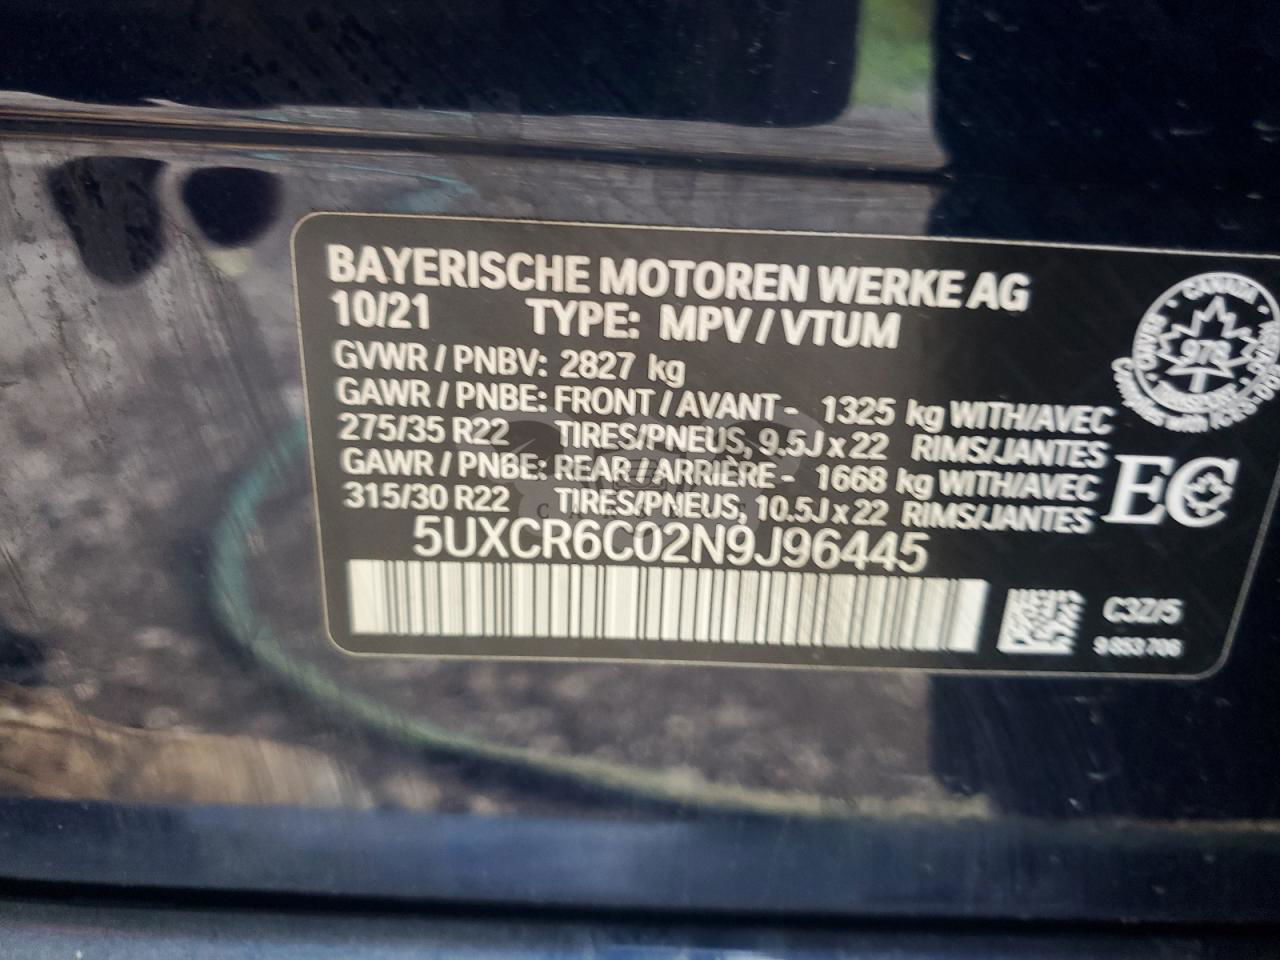 BAYERISCHE MOTOREN WERKE AG
10/21 TYPE: MPV / VTUM
GVWR / PNBV: 2827 kg
GAWR / PNBE: FRONT / AVANT - 1325 kg WITH/AVEC
275/35 R22 TIRES/PNEUS, 9.5J x 22 RIMS/JANTES
GAWR / PNBE: REAR / ARRIÈRE - 1668 kg WITH/AVEC
315/30 R22 TIRES/PNEUS, 10.5J x 22 RIMS/JANTES
5UXCR6C02N9J96445
C3Z/5
9 853 706
CANADA
978
EC